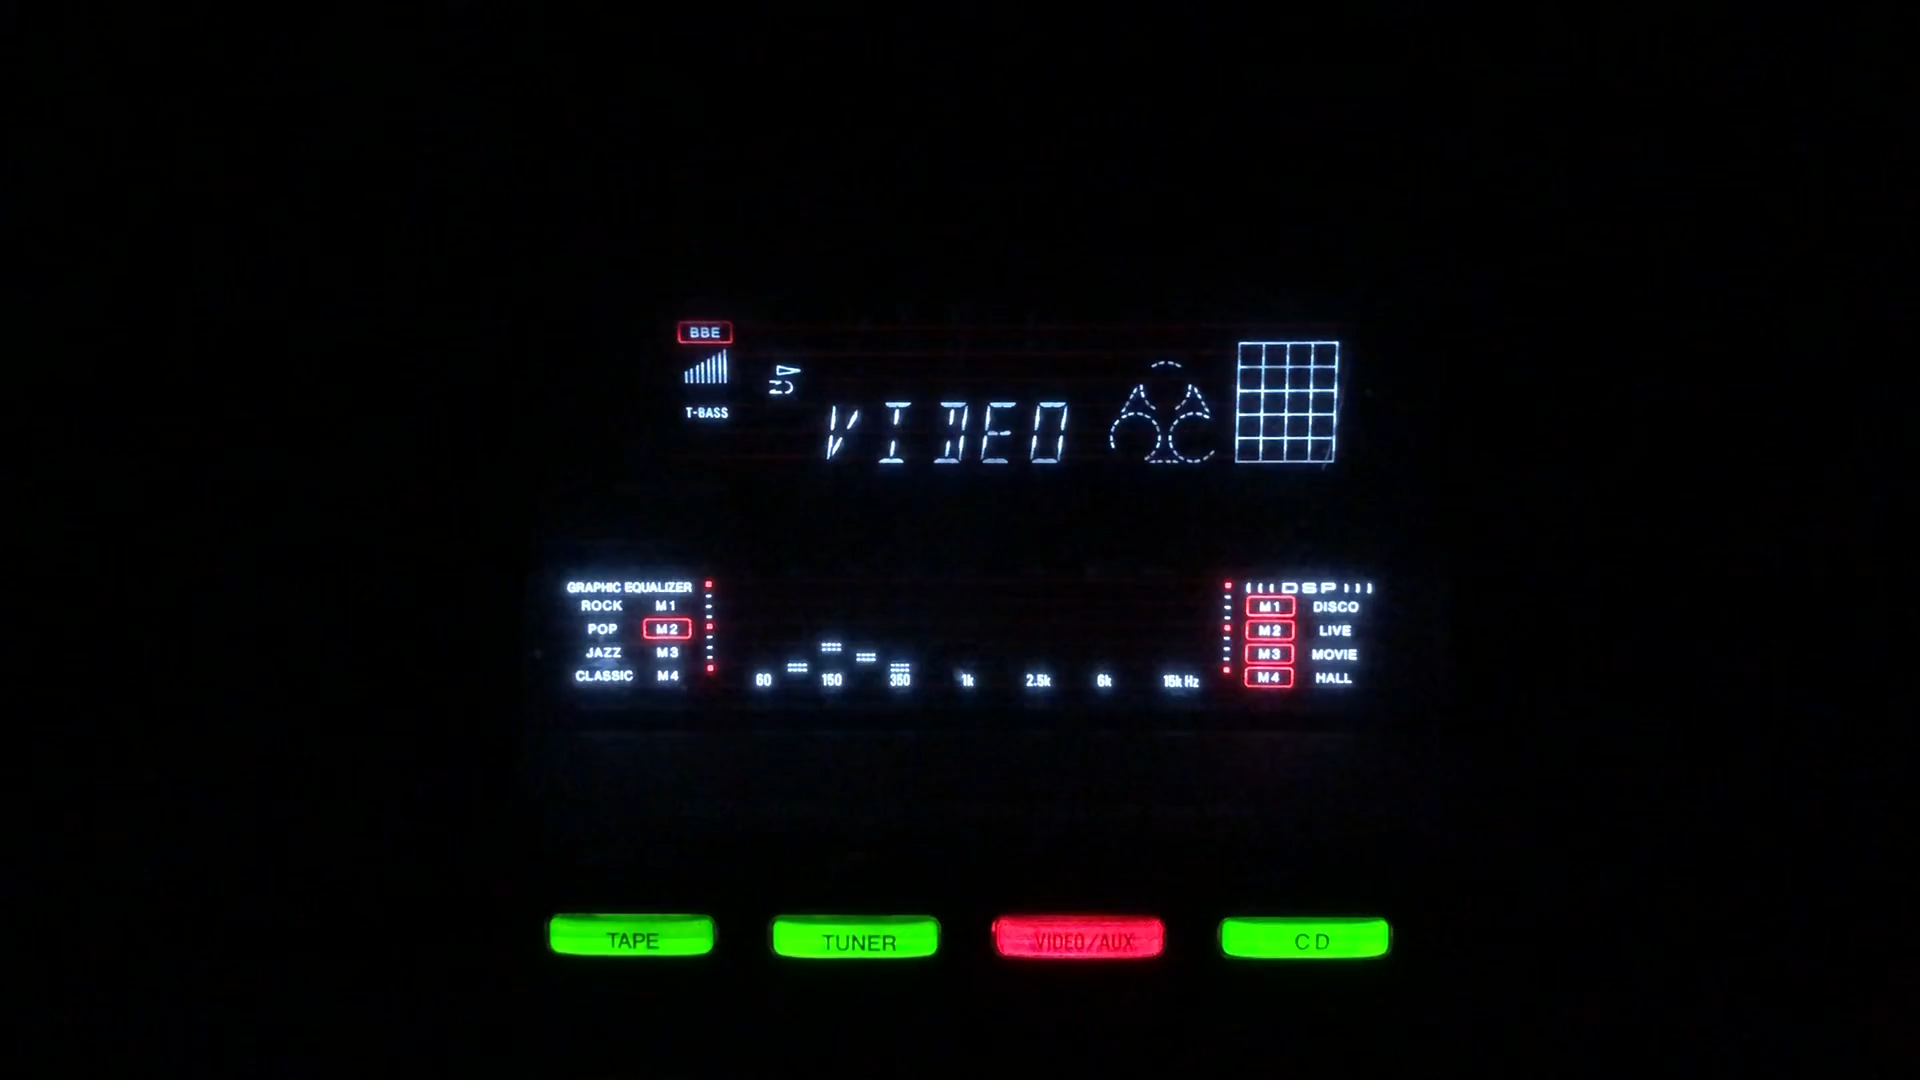 BBE
T-BASS
VIDEO
GRAPHIC EQUALIZER
ROCK M1
POP M2
JAZZ M3
CLASSIC M4
60 150 350 1k 2.5k 6k 15k Hz
DSP
M1 DISCO
M2 LIVE
M3 MOVIE
M4 HALL
TAPE
TUNER
VIDEO/AUX
CD